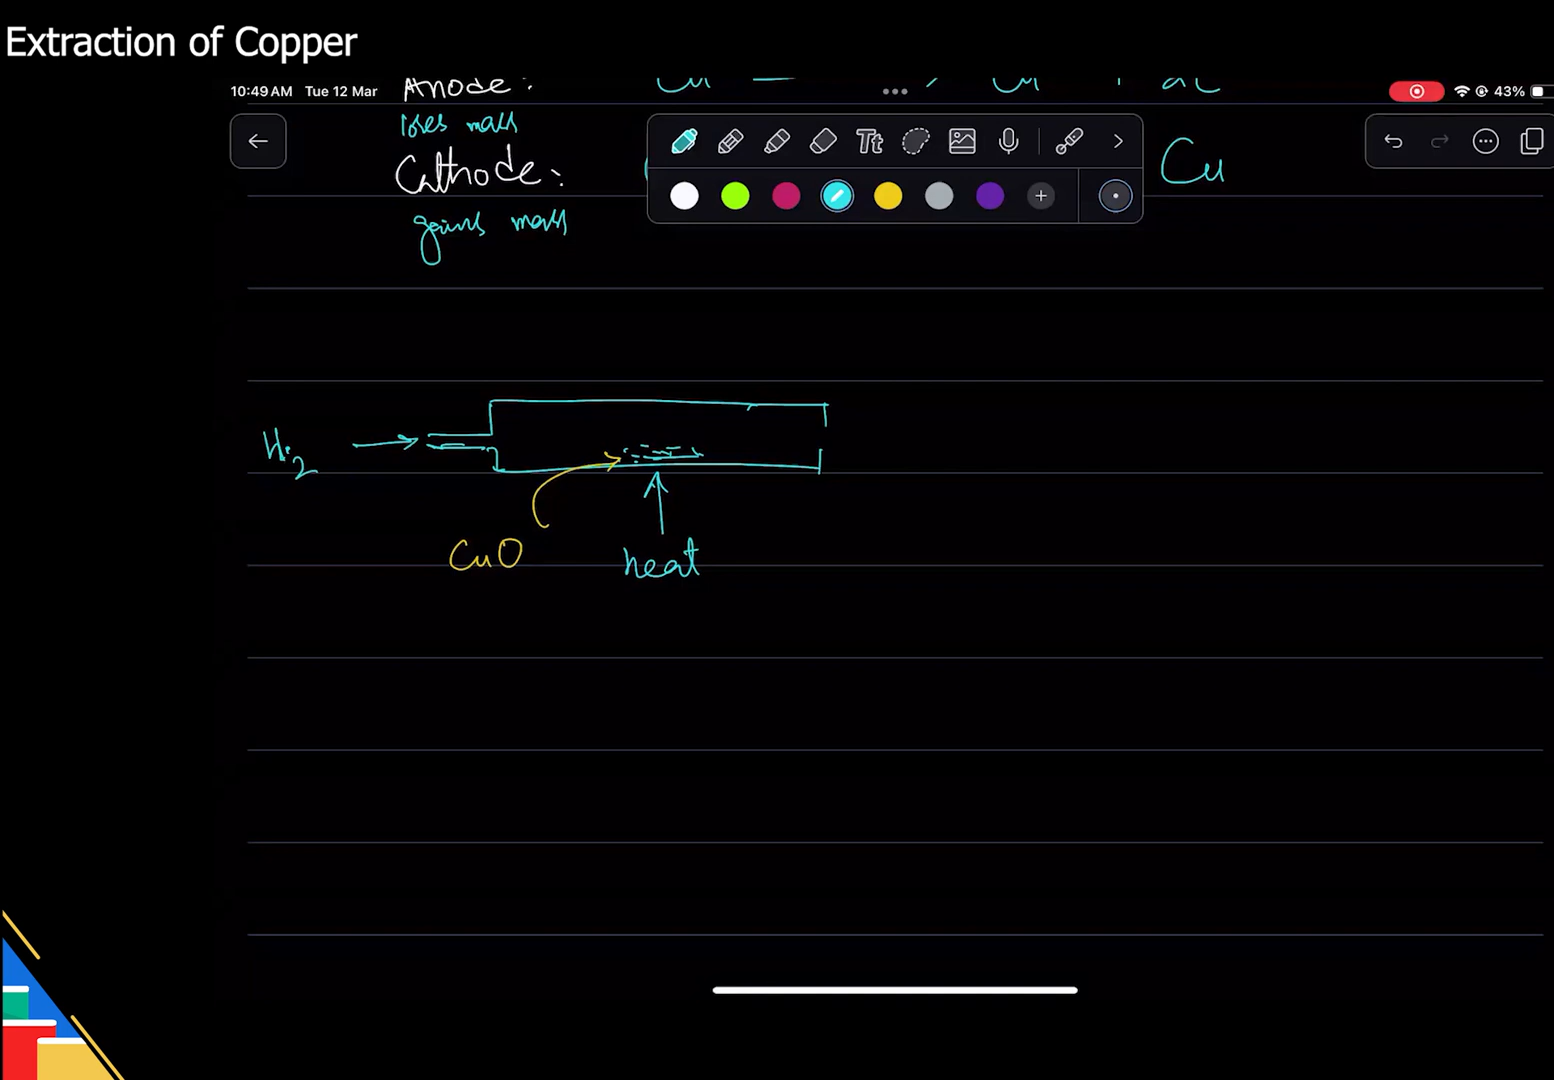 Extraction of Copper
10:49 AM Tue 12 Mar
43%
Anode:
loses mass
Tt
Cathode:
Cu
gains mass
H2
CuO
heat